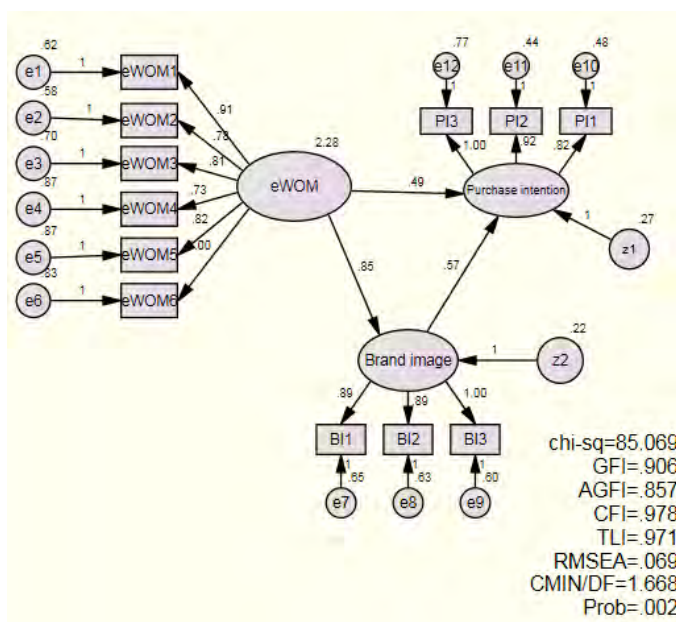 .62
e1 1 eWOM1
.58
e2 1 eWOM2
.70
e3 1 eWOM3
.87
e4 1 eWOM4
.87
e5 1 eWOM5
.83
e6 1 eWOM6
.91
.78
.81
.73
.82
.00
2.28
eWOM
.77 .44 .48
e12 e11 e10
1 1 1
PI3 PI2 PI1
1.00 .92 .82
Purchase intention
.49
1 .27
z1
.85 .57
.22
Brand image 1 z2
.89 .89 1.00
BI1 BI2 BI3
1 1 1
.65 .63 .60
e7 e8 e9
chi-sq=85.069
GFI=.906
AGFI=.857
CFI=.978
TLI=.971
RMSEA=.069
CMIN/DF=1.668
Prob=.002